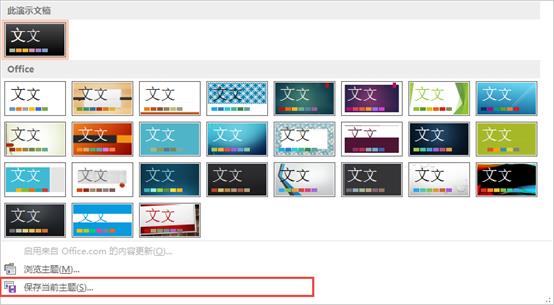 此演示文稿
文文
Office
文文 文文 文文 文文 文文 文文 文文 文文
文文 文文 文文 文文 文文 文文 文文 文文
文文 文文 文文 文文 文文 文文 文文 文文
文文 文文 文文
启用来自 Office.com 的内容更新(O)...
浏览主题(M)...
保存当前主题(S)...